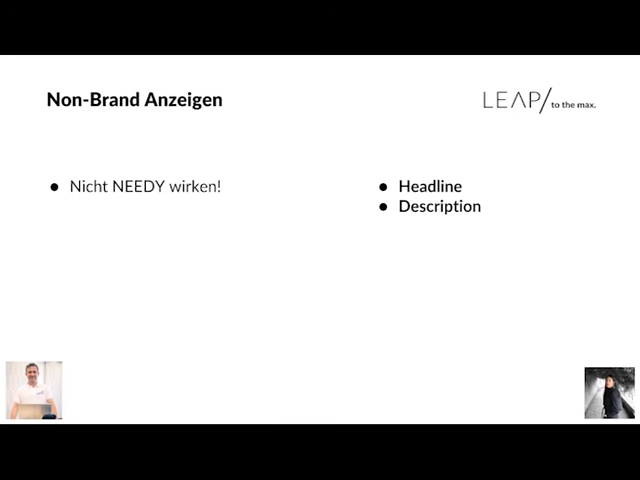 Non-Brand Anzeigen
LEAP/to the max.
● Nicht NEEDY wirken!
● Headline
● Description